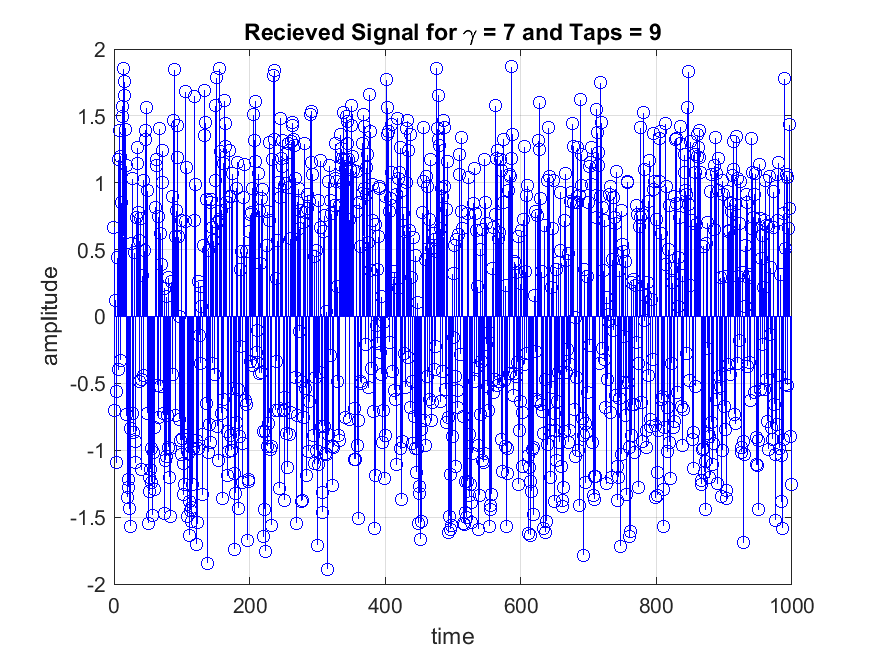 Recieved Signal for γ = 7 and Taps = 9
2
1.5
1
0.5
0
-0.5
-1
-1.5
-2
amplitude
0 200 400 600 800 1000
time